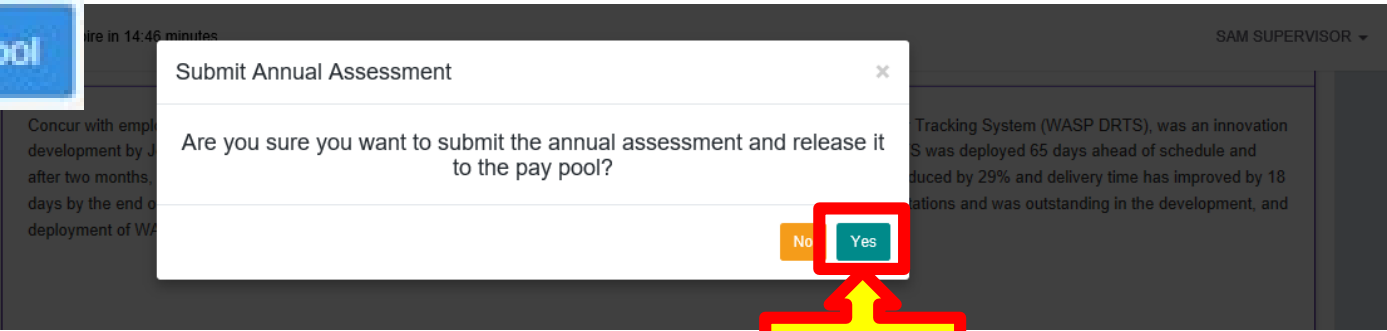 ool
ire in 14:46 minutes
SAM SUPERVISOR
Submit Annual Assessment
×
Are you sure you want to submit the annual assessment and release it
to the pay pool?
No
Yes
Concur with empl
Tracking System (WASP DRTS), was an innovation
development by J
S was deployed 65 days ahead of schedule and
after two months,
duced by 29% and delivery time has improved by 18
days by the end o
tations and was outstanding in the development, and
deployment of WA